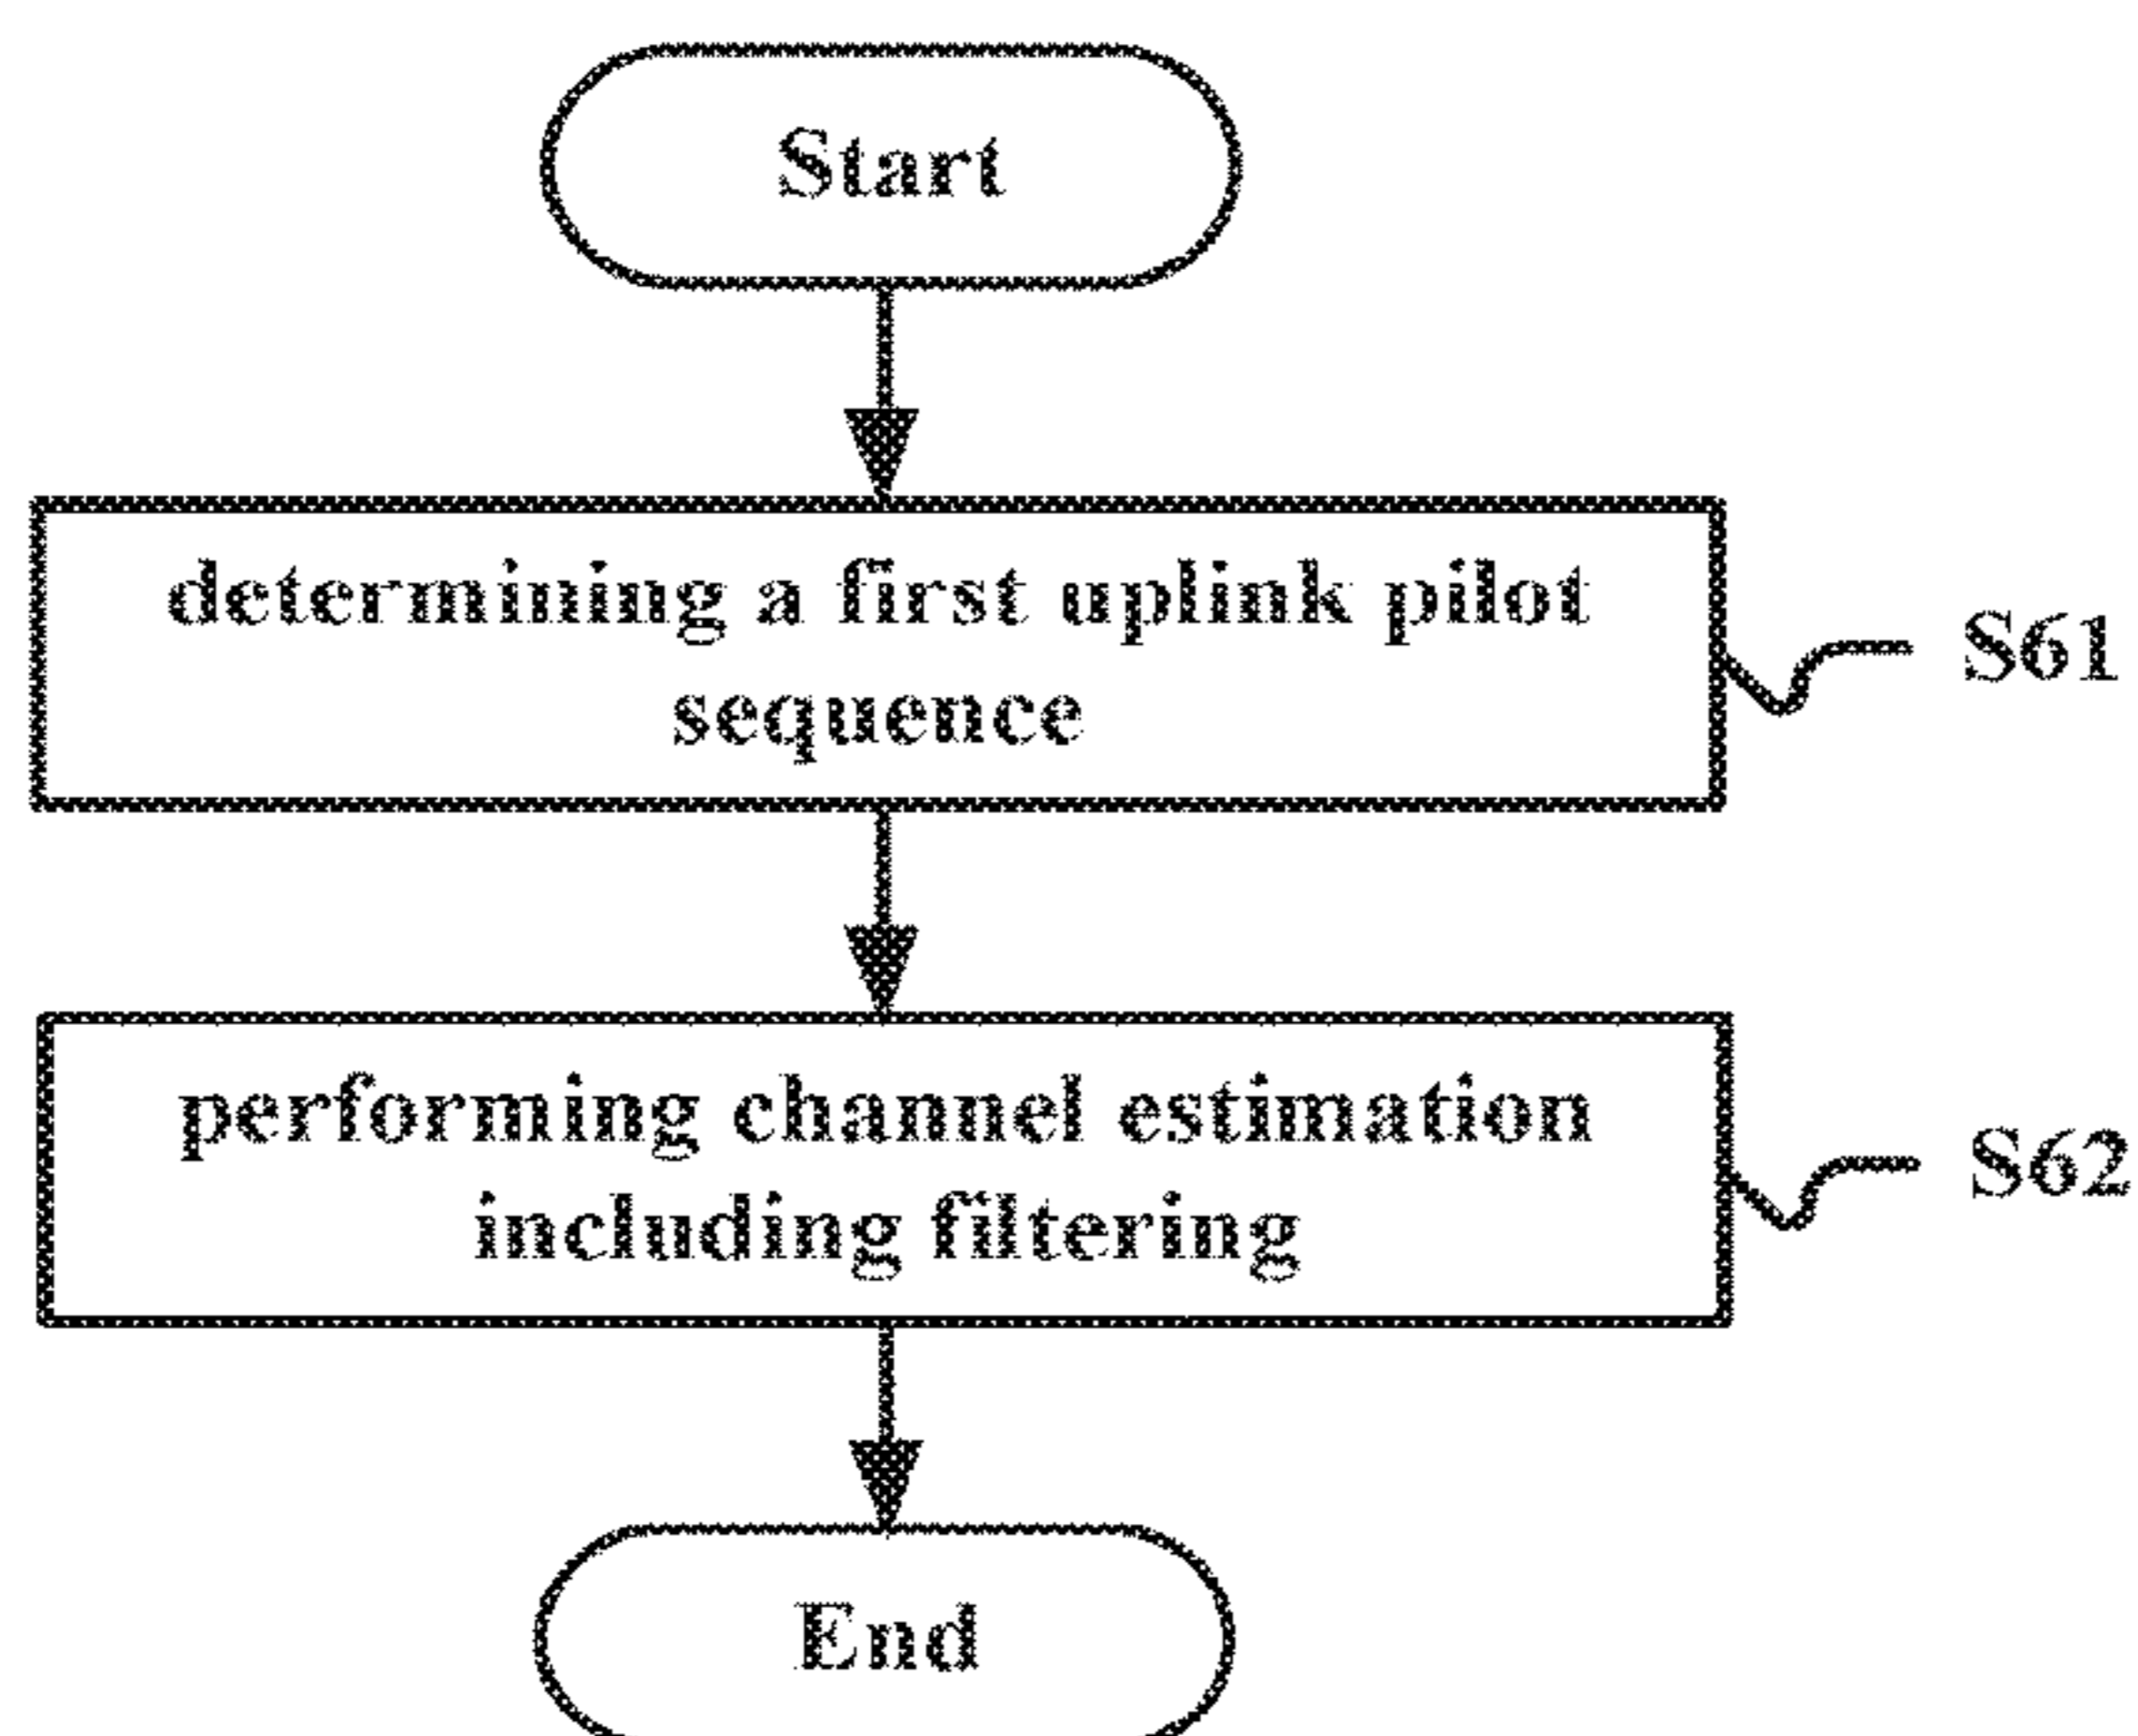 Start
determining a first uplink pilot
sequence
S61
performing channel estimation
including filtering
S62
End